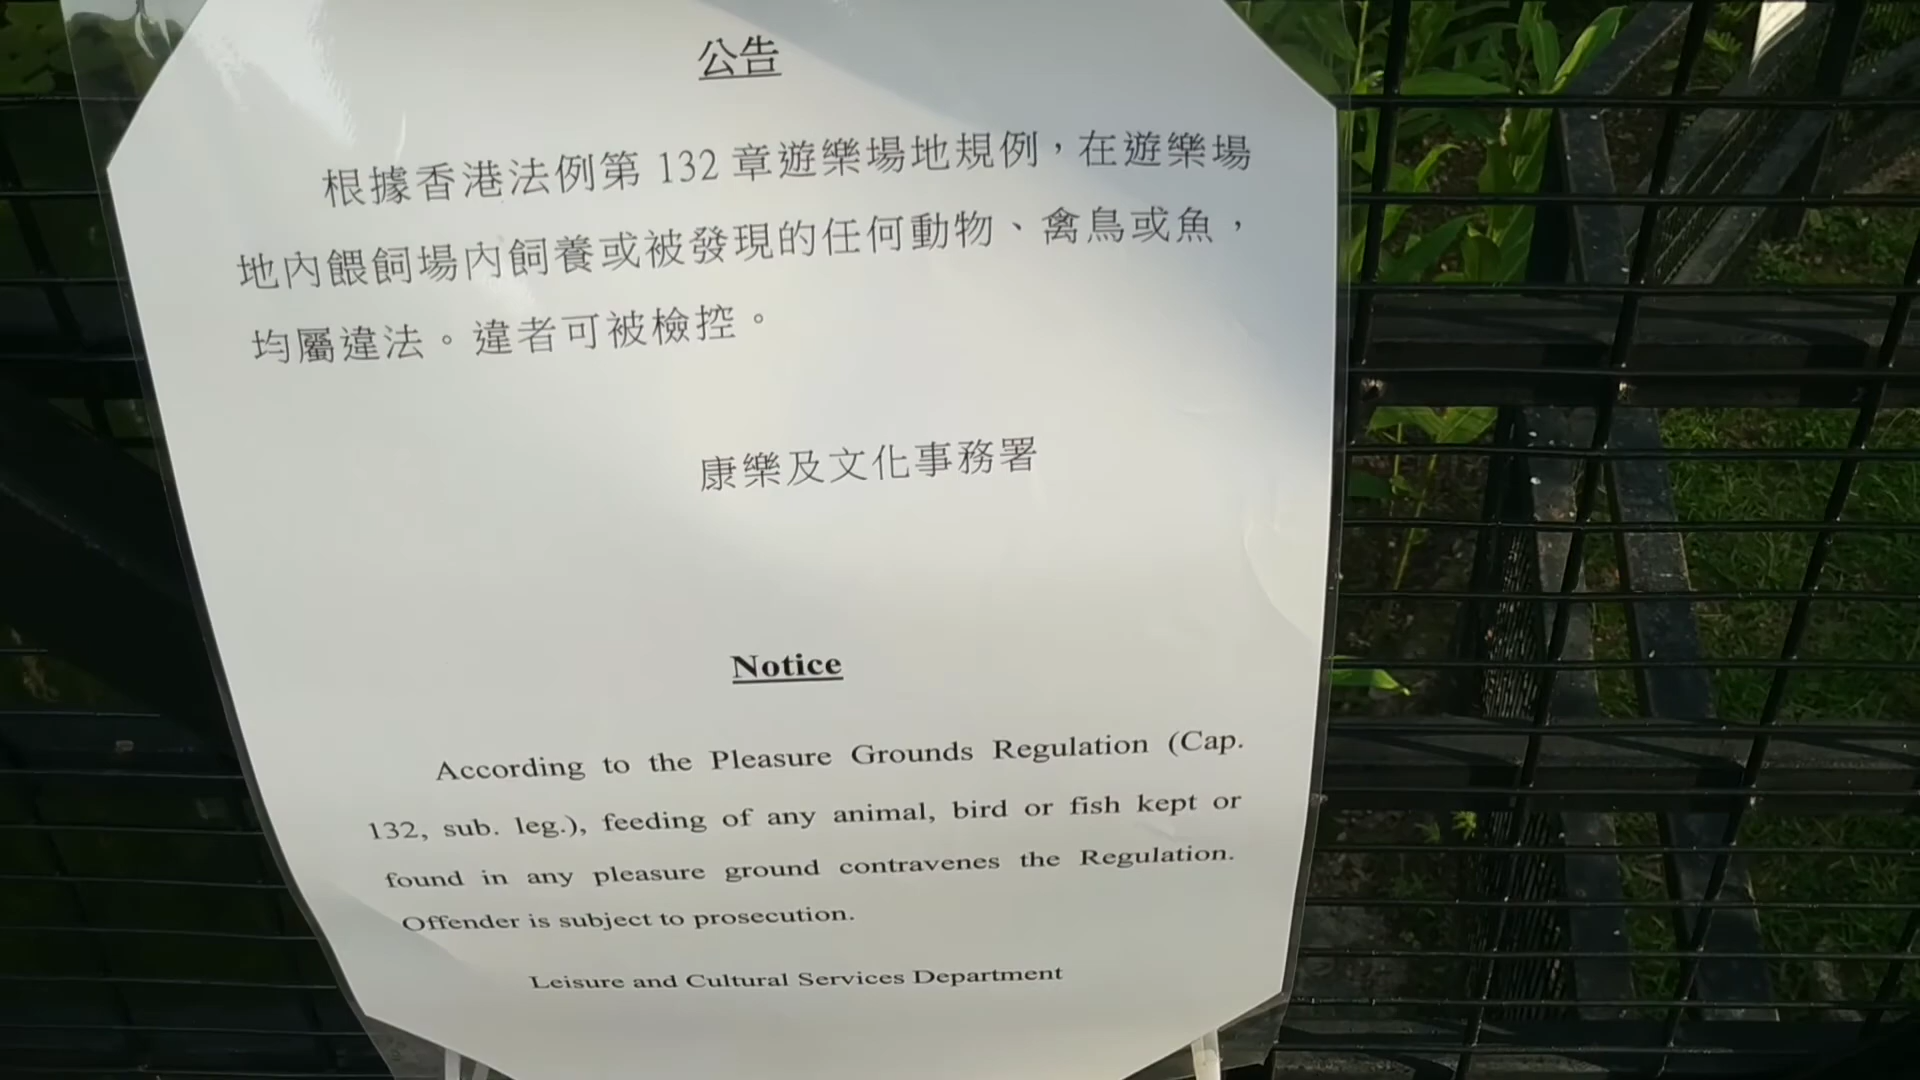 公告
根據香港法例第 132 章遊樂場地規例，在遊樂場
地內餵飼場內飼養或被發現的任何動物、禽鳥或魚，
均屬違法。違者可被檢控。
康樂及文化事務署
Notice
According to the Pleasure Grounds Regulation (Cap.
132, sub. leg.), feeding of any animal, bird or fish kept or
found in any pleasure ground contravenes the Regulation.
Offender is subject to prosecution.
Leisure and Cultural Services Department